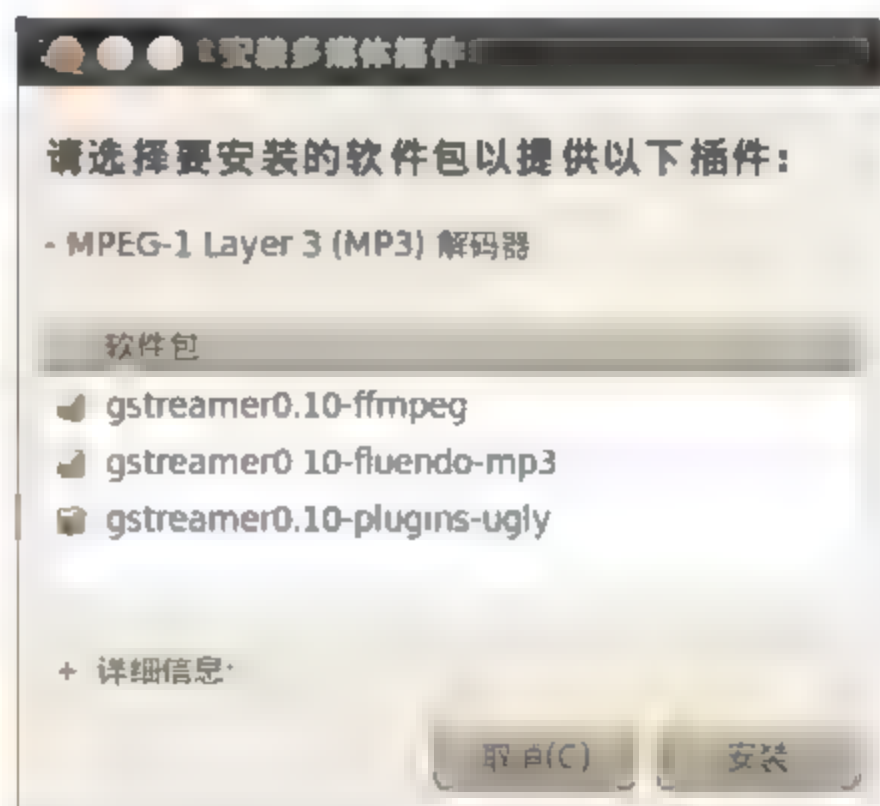 安装多媒体插件
请选择要安装的软件包以提供以下插件：
- MPEG-1 Layer 3 (MP3) 解码器
软件包
gstreamer0.10-ffmpeg
gstreamer0.10-fluendo-mp3
gstreamer0.10-plugins-ugly
+ 详细信息:
取消(C) 安装